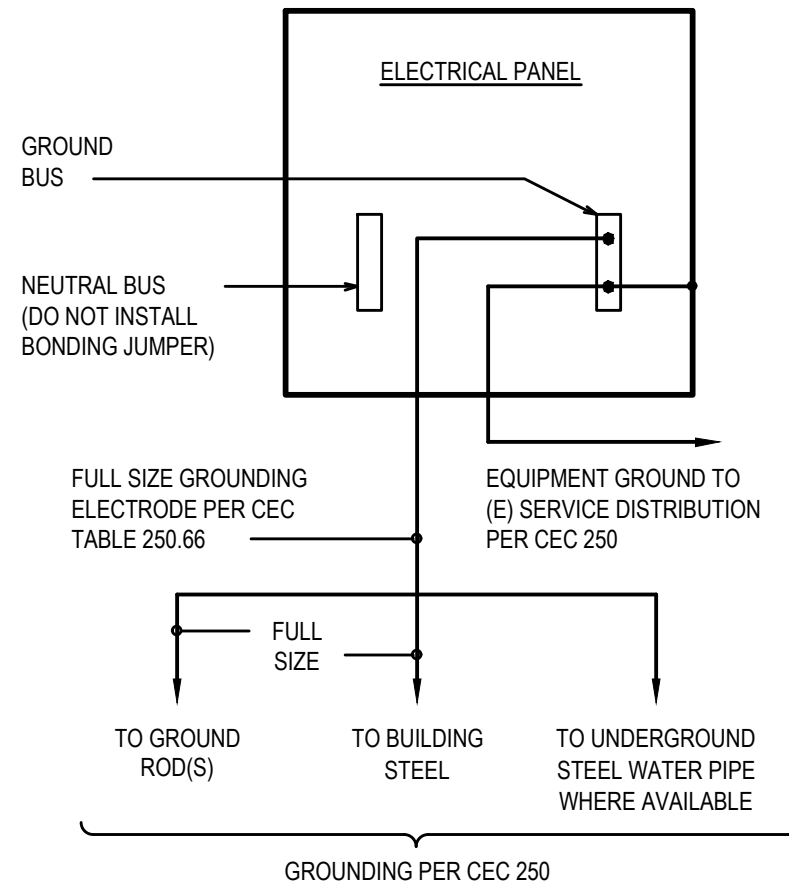 ELECTRICAL PANEL
GROUND
BUS
NEUTRAL BUS
(DO NOT INSTALL
BONDING JUMPER)
FULL SIZE GROUNDING
ELECTRODE PER CEC
TABLE 250.66
EQUIPMENT GROUND TO
(E) SERVICE DISTRIBUTION
PER CEC 250
FULL
SIZE
TO GROUND
ROD(S)
TO BUILDING
STEEL
TO UNDERGROUND
STEEL WATER PIPE
WHERE AVAILABLE
GROUNDING PER CEC 250